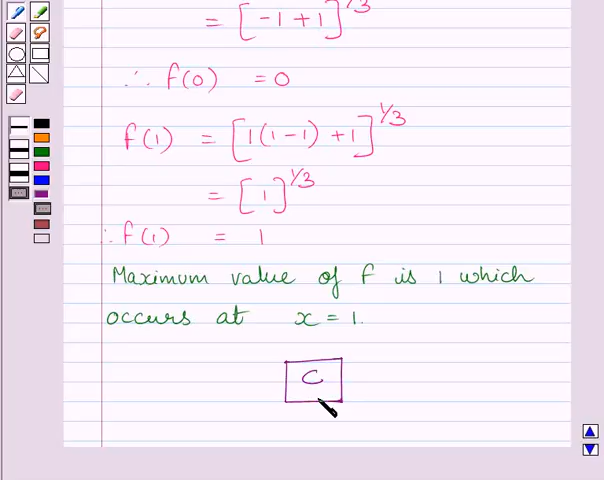 = [-1+1]^1/3
∴ f(0) = 0
f(1) = [1(1-1)+1]^1/3
= [1]^1/3
∴ f(1) = 1
Maximum value of f is 1 which
occurs at x = 1.
C